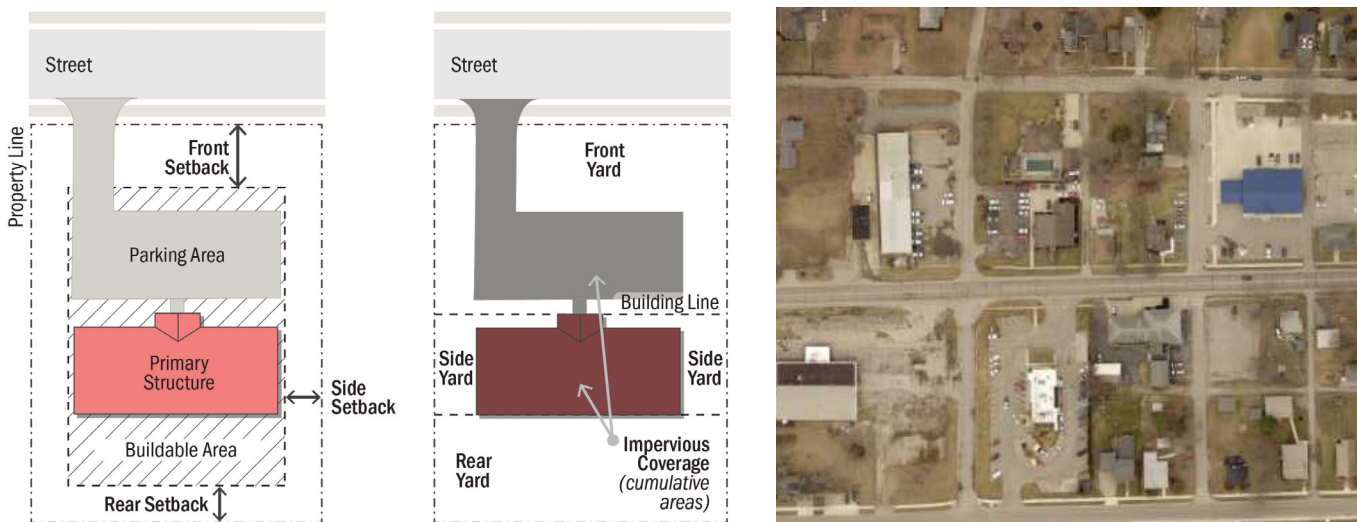 Street
Property Line
Front
Setback
Parking Area
Primary
Structure
Side
Setback
Buildable Area
Rear Setback
Street
Front
Yard
Building Line
Side
Yard
Side
Yard
Impervious
Coverage
(cumulative
areas)
Rear
Yard